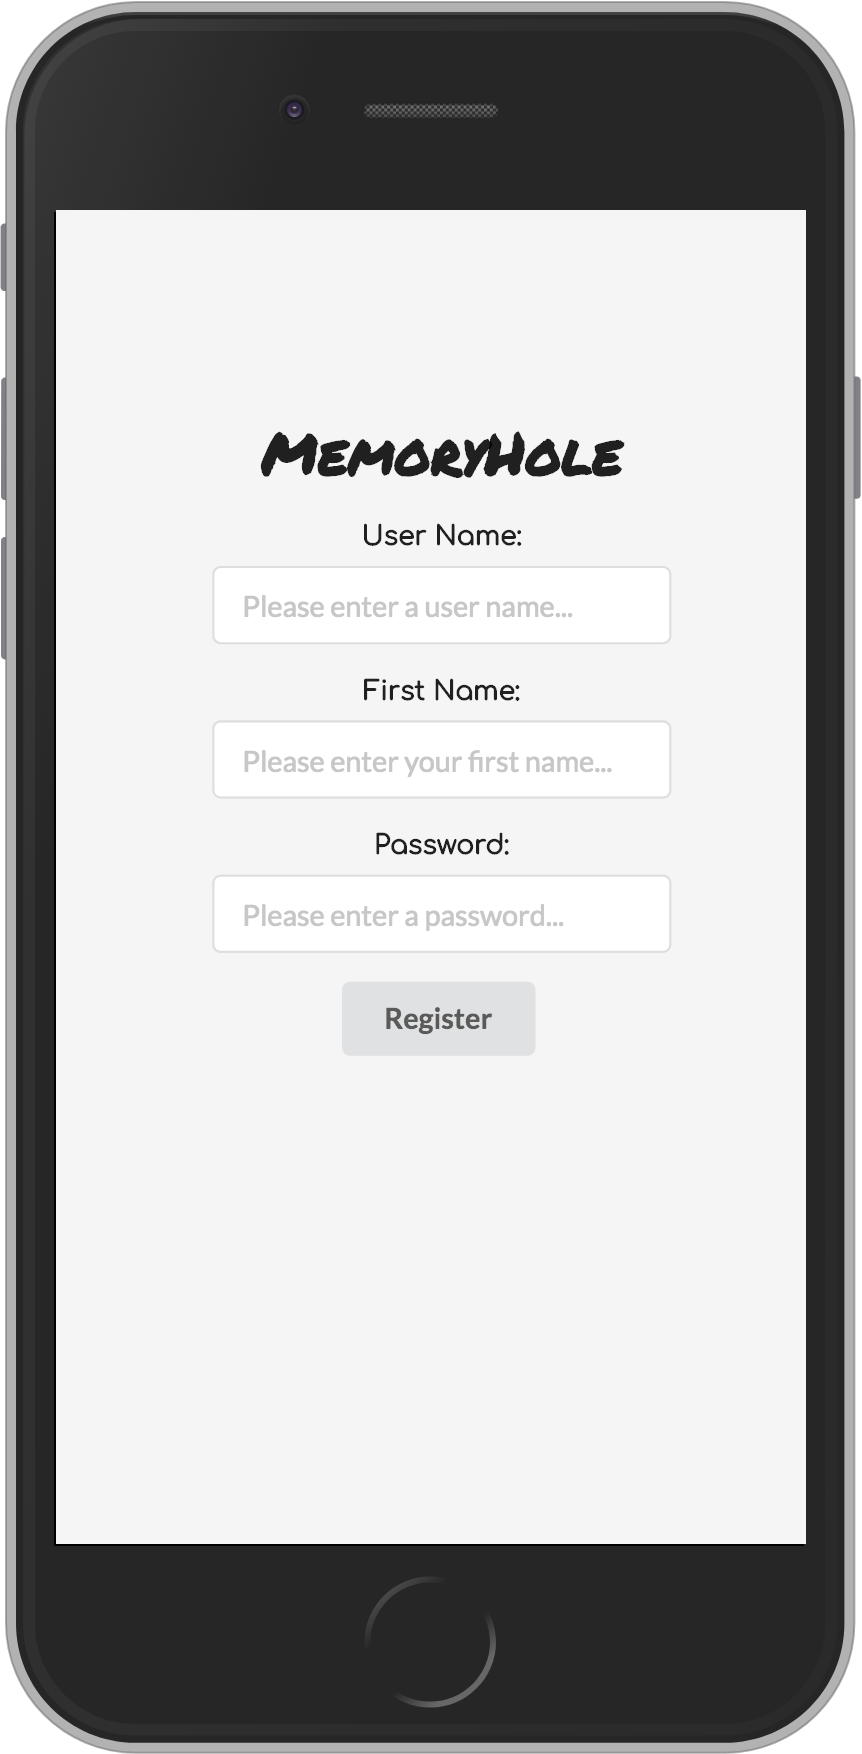 MemoryHole
User Name:
Please enter a user name...
First Name:
Please enter your first name...
Password:
Please enter a password...
Register